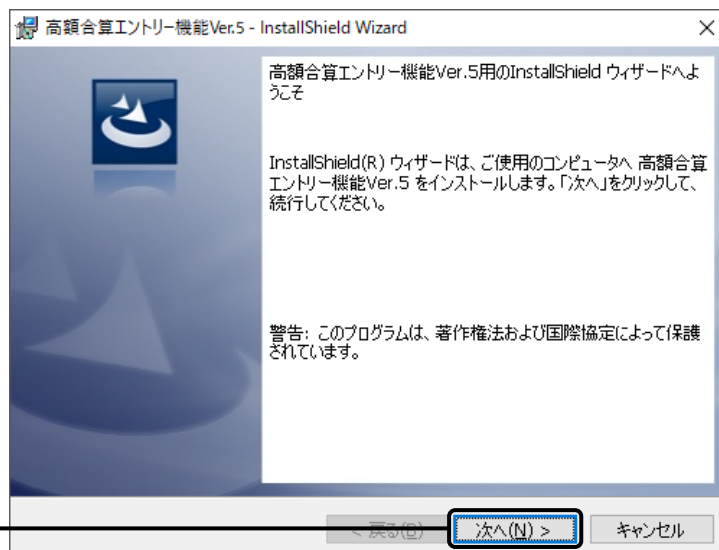 高額合算エントリー機能Ver.5 - InstallShield Wizard
高額合算エントリー機能Ver.5用のInstallShield ウィザードへよ
うこそ
InstallShield(R) ウィザードは、ご使用のコンピュータへ 高額合算
エントリー機能Ver.5 をインストールします。「次へ」をクリックして、
続行してください。
警告: このプログラムは、著作権法および国際協定によって保護
されています。
< 戻る(B) 次へ(N) > キャンセル